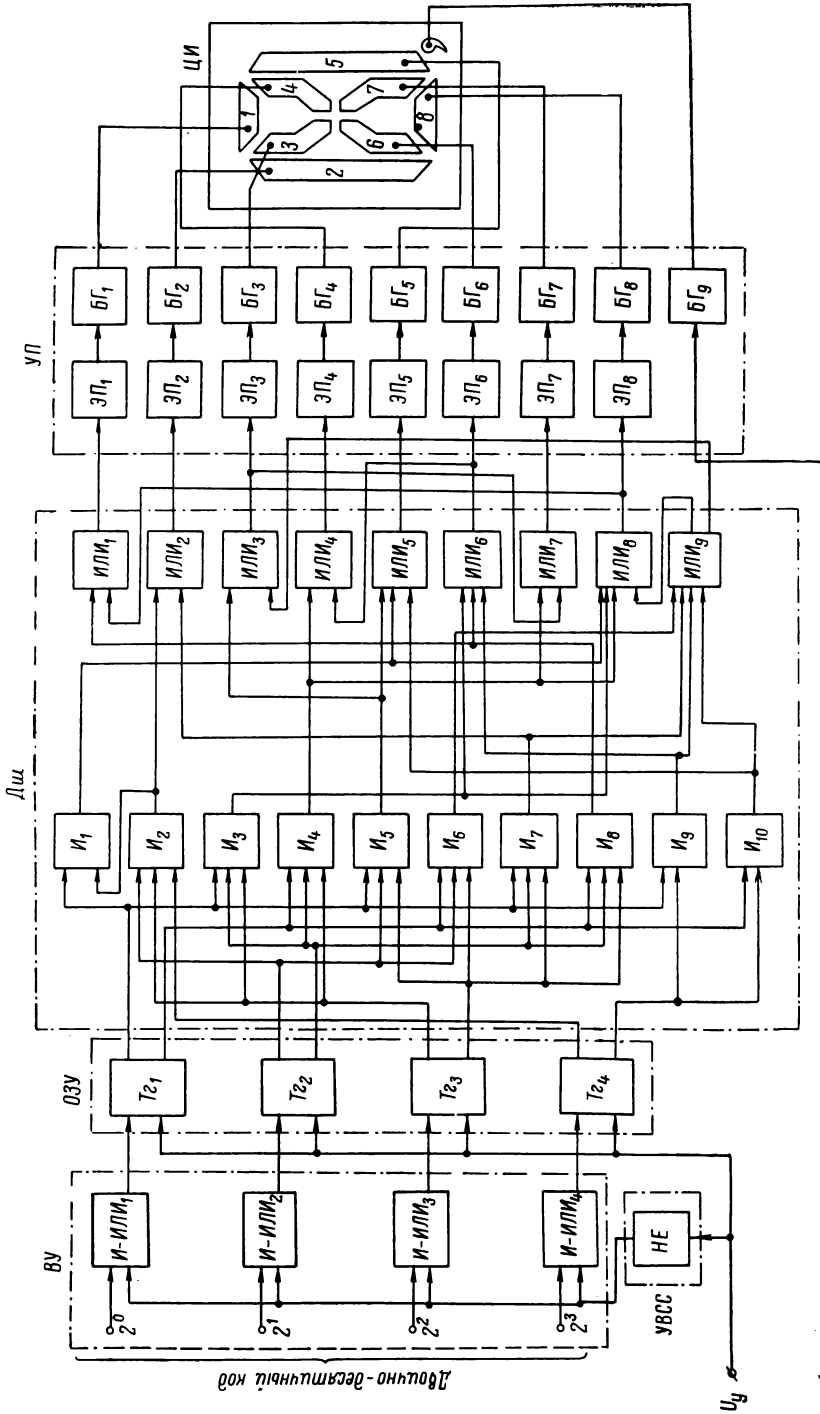 Двоично-десятичный код
ВУ
2⁰
2¹
2²
2³
И-ИЛИ₁
И-ИЛИ₂
И-ИЛИ₃
И-ИЛИ₄
УВСС
НЕ
Uу
ОЗУ
Тг₁
Тг₂
Тг₃
Тг₄
Дш
И₁
И₂
И₃
И₄
И₅
И₆
И₇
И₈
И₉
И₁₀
ИЛИ₁
ИЛИ₂
ИЛИ₃
ИЛИ₄
ИЛИ₅
ИЛИ₆
ИЛИ₇
ИЛИ₈
ИЛИ₉
УП
ЭП₁
ЭП₂
ЭП₃
ЭП₄
ЭП₅
ЭП₆
ЭП₇
ЭП₈
БГ₁
БГ₂
БГ₃
БГ₄
БГ₅
БГ₆
БГ₇
БГ₈
БГ₉
ЦИ
1
2
3
4
5
6
7
8